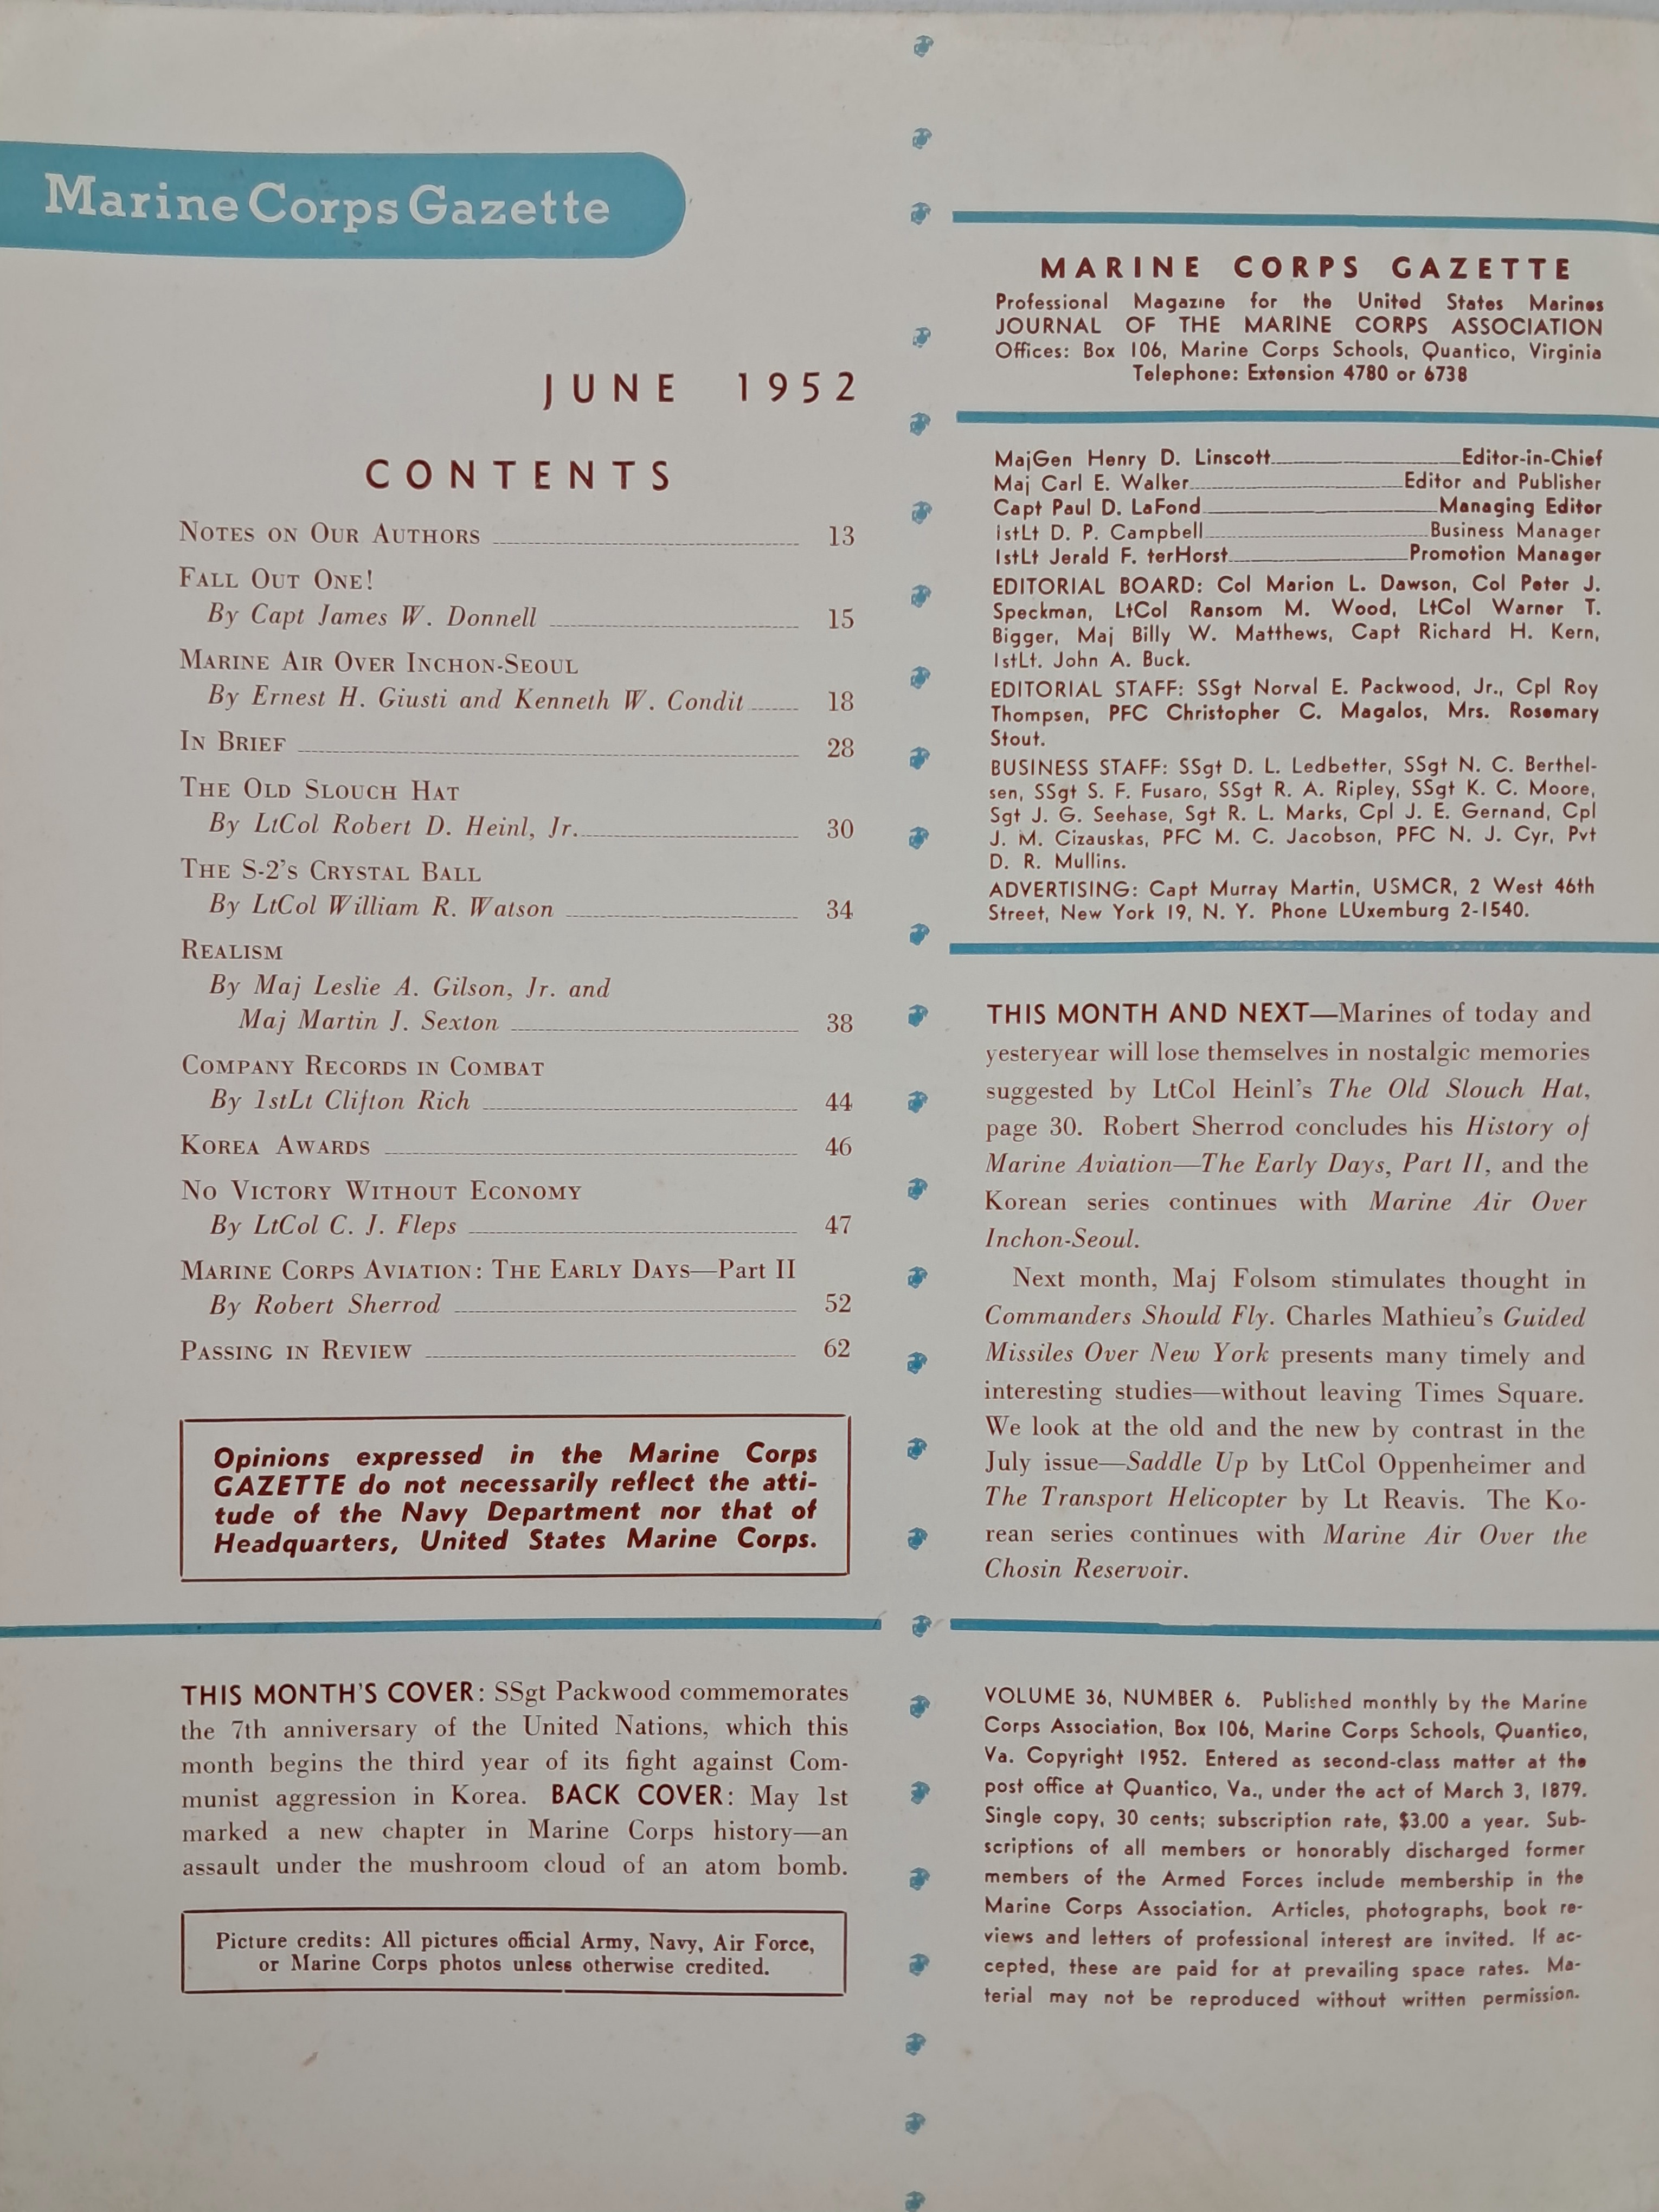 Marine Corps Gazette
JUNE 1952
CONTENTS
NOTES ON OUR AUTHORS 13
FALL OUT ONE!
By Capt James W. Donnell 15
MARINE AIR OVER INCHON-SEOUL
By Ernest H. Giusti and Kenneth W. Condit 18
IN BRIEF 28
THE OLD SLOUCH HAT
By LtCol Robert D. Heinl, Jr. 30
THE S-2's CRYSTAL BALL
By LtCol William R. Watson 34
REALISM
By Maj Leslie A. Gilson, Jr. and
Maj Martin J. Sexton 38
COMPANY RECORDS IN COMBAT
By 1stLt Clifton Rich 44
KOREA AWARDS 46
NO VICTORY WITHOUT ECONOMY
By LtCol C. J. Fleps 47
MARINE CORPS AVIATION: THE EARLY DAYS—Part II
By Robert Sherrod 52
PASSING IN REVIEW 62
Opinions expressed in the Marine Corps
GAZETTE do not necessarily reflect the atti-
tude of the Navy Department nor that of
Headquarters, United States Marine Corps.
THIS MONTH'S COVER: SSgt Packwood commemorates
the 7th anniversary of the United Nations, which this
month begins the third year of its fight against Com-
munist aggression in Korea. BACK COVER: May 1st
marked a new chapter in Marine Corps history—an
assault under the mushroom cloud of an atom bomb.
Picture credits: All pictures official Army, Navy, Air Force,
or Marine Corps photos unless otherwise credited.
MARINE CORPS GAZETTE
Professional Magazine for the United States Marines
JOURNAL OF THE MARINE CORPS ASSOCIATION
Offices: Box 106, Marine Corps Schools, Quantico, Virginia
Telephone: Extension 4780 or 6738
MajGen Henry D. Linscott Editor-in-Chief
Maj Carl E. Walker Editor and Publisher
Capt Paul D. LaFond Managing Editor
1stLt D. P. Campbell Business Manager
1stLt Jerald F. terHorst Promotion Manager
EDITORIAL BOARD: Col Marion L. Dawson, Col Peter J.
Speckman, LtCol Ransom M. Wood, LtCol Warner T.
Bigger, Maj Billy W. Matthews, Capt Richard H. Kern,
1stLt. John A. Buck.
EDITORIAL STAFF: SSgt Norval E. Packwood, Jr., Cpl Roy
Thompsen, PFC Christopher C. Magalos, Mrs. Rosemary
Stout.
BUSINESS STAFF: SSgt D. L. Ledbetter, SSgt N. C. Berthel-
sen, SSgt S. F. Fusaro, SSgt R. A. Ripley, SSgt K. C. Moore,
Sgt J. G. Seehase, Sgt R. L. Marks, Cpl J. E. Gernand, Cpl
J. M. Cizauskas, PFC M. C. Jacobson, PFC N. J. Cyr, Pvt
D. R. Mullins.
ADVERTISING: Capt Murray Martin, USMCR, 2 West 46th
Street, New York 19, N. Y. Phone LUxemburg 2-1540.
THIS MONTH AND NEXT—Marines of today and
yesteryear will lose themselves in nostalgic memories
suggested by LtCol Heinl's The Old Slouch Hat,
page 30. Robert Sherrod concludes his History of
Marine Aviation—The Early Days, Part II, and the
Korean series continues with Marine Air Over
Inchon-Seoul.
Next month, Maj Folsom stimulates thought in
Commanders Should Fly. Charles Mathieu's Guided
Missiles Over New York presents many timely and
interesting studies—without leaving Times Square.
We look at the old and the new by contrast in the
July issue—Saddle Up by LtCol Oppenheimer and
The Transport Helicopter by Lt Reavis. The Ko-
rean series continues with Marine Air Over the
Chosin Reservoir.
VOLUME 36, NUMBER 6. Published monthly by the Marine
Corps Association, Box 106, Marine Corps Schools, Quantico,
Va. Copyright 1952. Entered as second-class matter at the
post office at Quantico, Va., under the act of March 3, 1879.
Single copy, 30 cents; subscription rate, $3.00 a year. Sub-
scriptions of all members or honorably discharged former
members of the Armed Forces include membership in the
Marine Corps Association. Articles, photographs, book re-
views and letters of professional interest are invited. If ac-
cepted, these are paid for at prevailing space rates. Ma-
terial may not be reproduced without written permission.